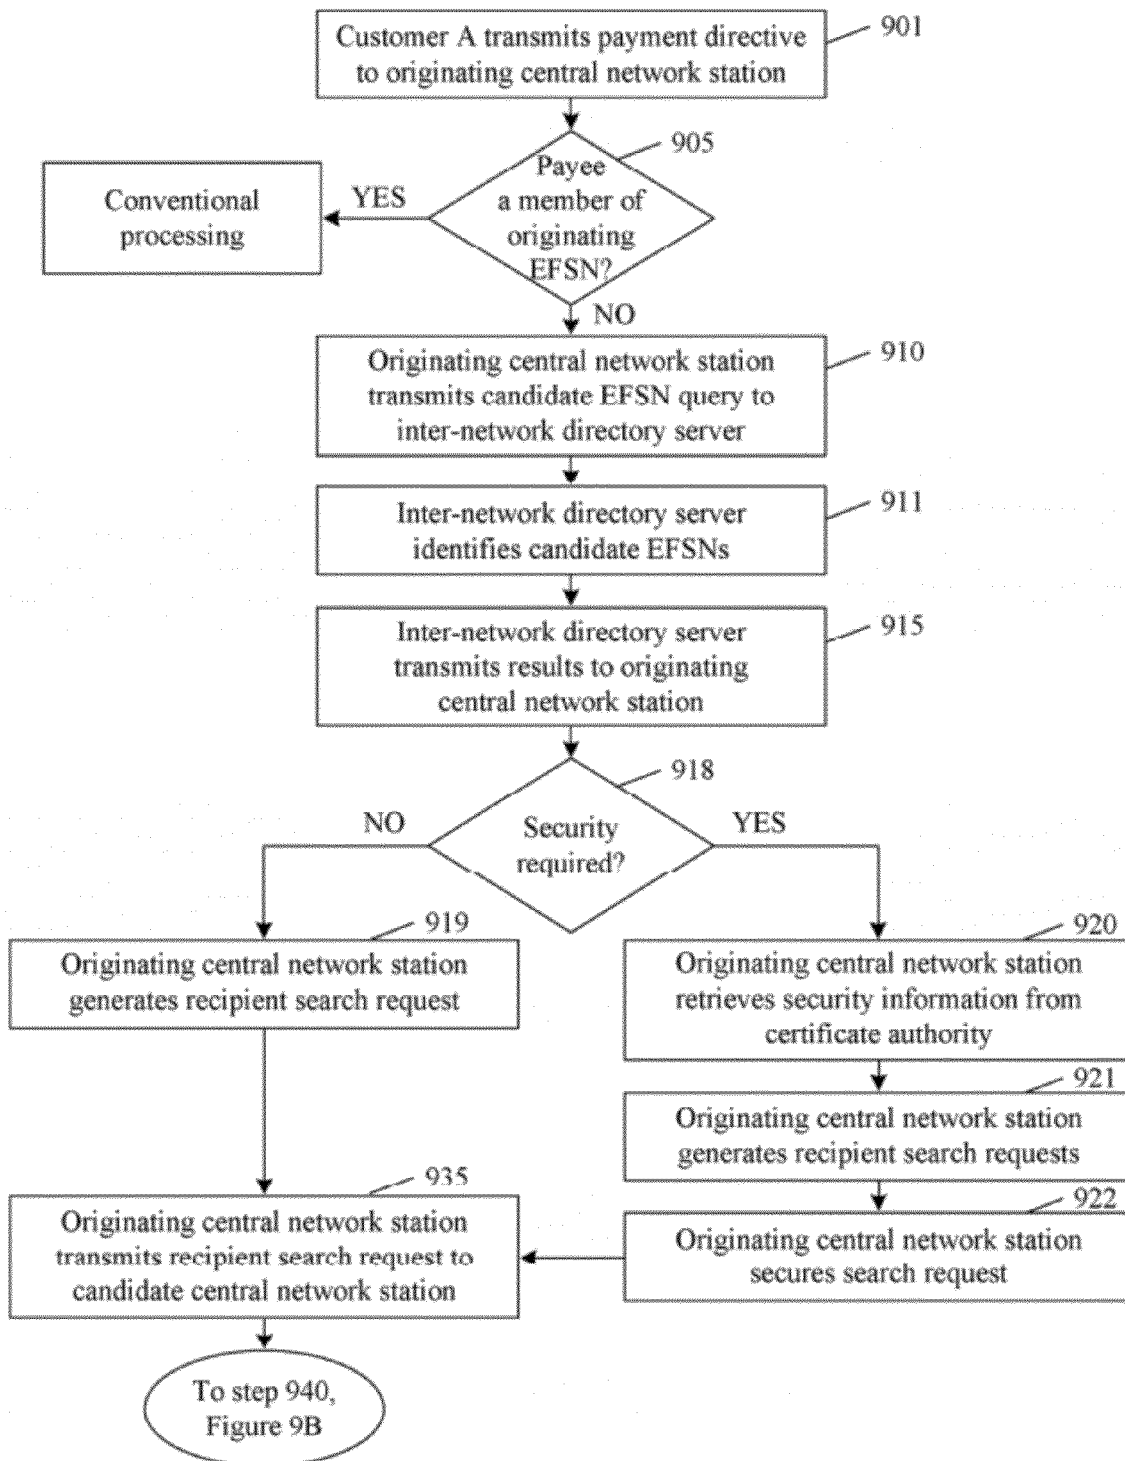 Customer A transmits payment directive
to originating central network station
901
905
Payee
a member of
originating
EFSN?
YES
Conventional
processing
NO
Originating central network station
transmits candidate EFSN query to
inter-network directory server
910
Inter-network directory server
identifies candidate EFSNs
911
Inter-network directory server
transmits results to originating
central network station
915
918
Security
required?
NO
YES
919
Originating central network station
generates recipient search request
920
Originating central network station
retrieves security information from
certificate authority
921
Originating central network station
generates recipient search requests
922
Originating central network station
secures search request
935
Originating central network station
transmits recipient search request to
candidate central network station
To step 940,
Figure 9B